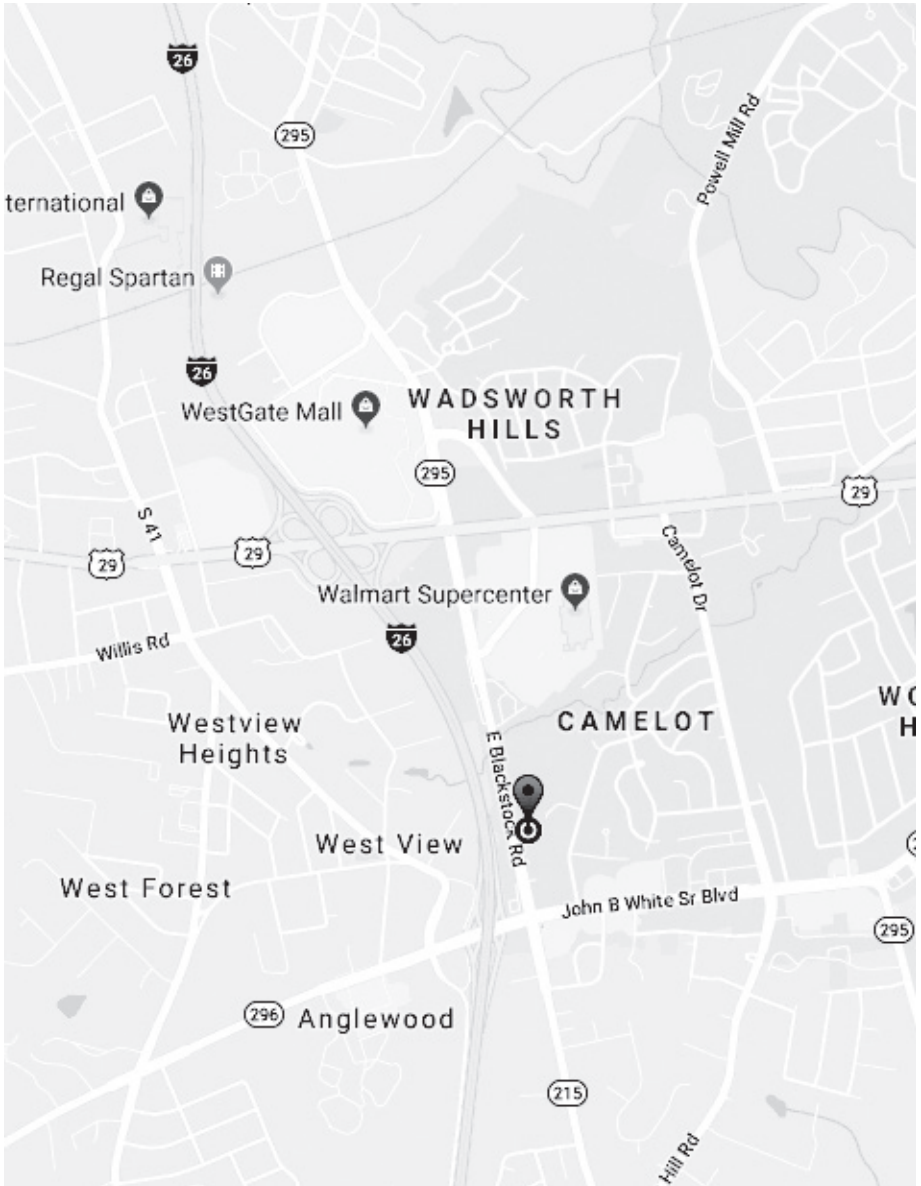 26
295
Powell Mill Rd
ternational
Regal Spartan
26
WestGate Mall
WADSWORTH
HILLS
295
29
S 41
29
29
Camelot Dr
Walmart Supercenter
26
Willis Rd
Westview
Heights
CAMELOT
WO
H
E Blackstock Rd
West View
West Forest
John B White Sr Blvd
295
296
Anglewood
215
Hill Rd